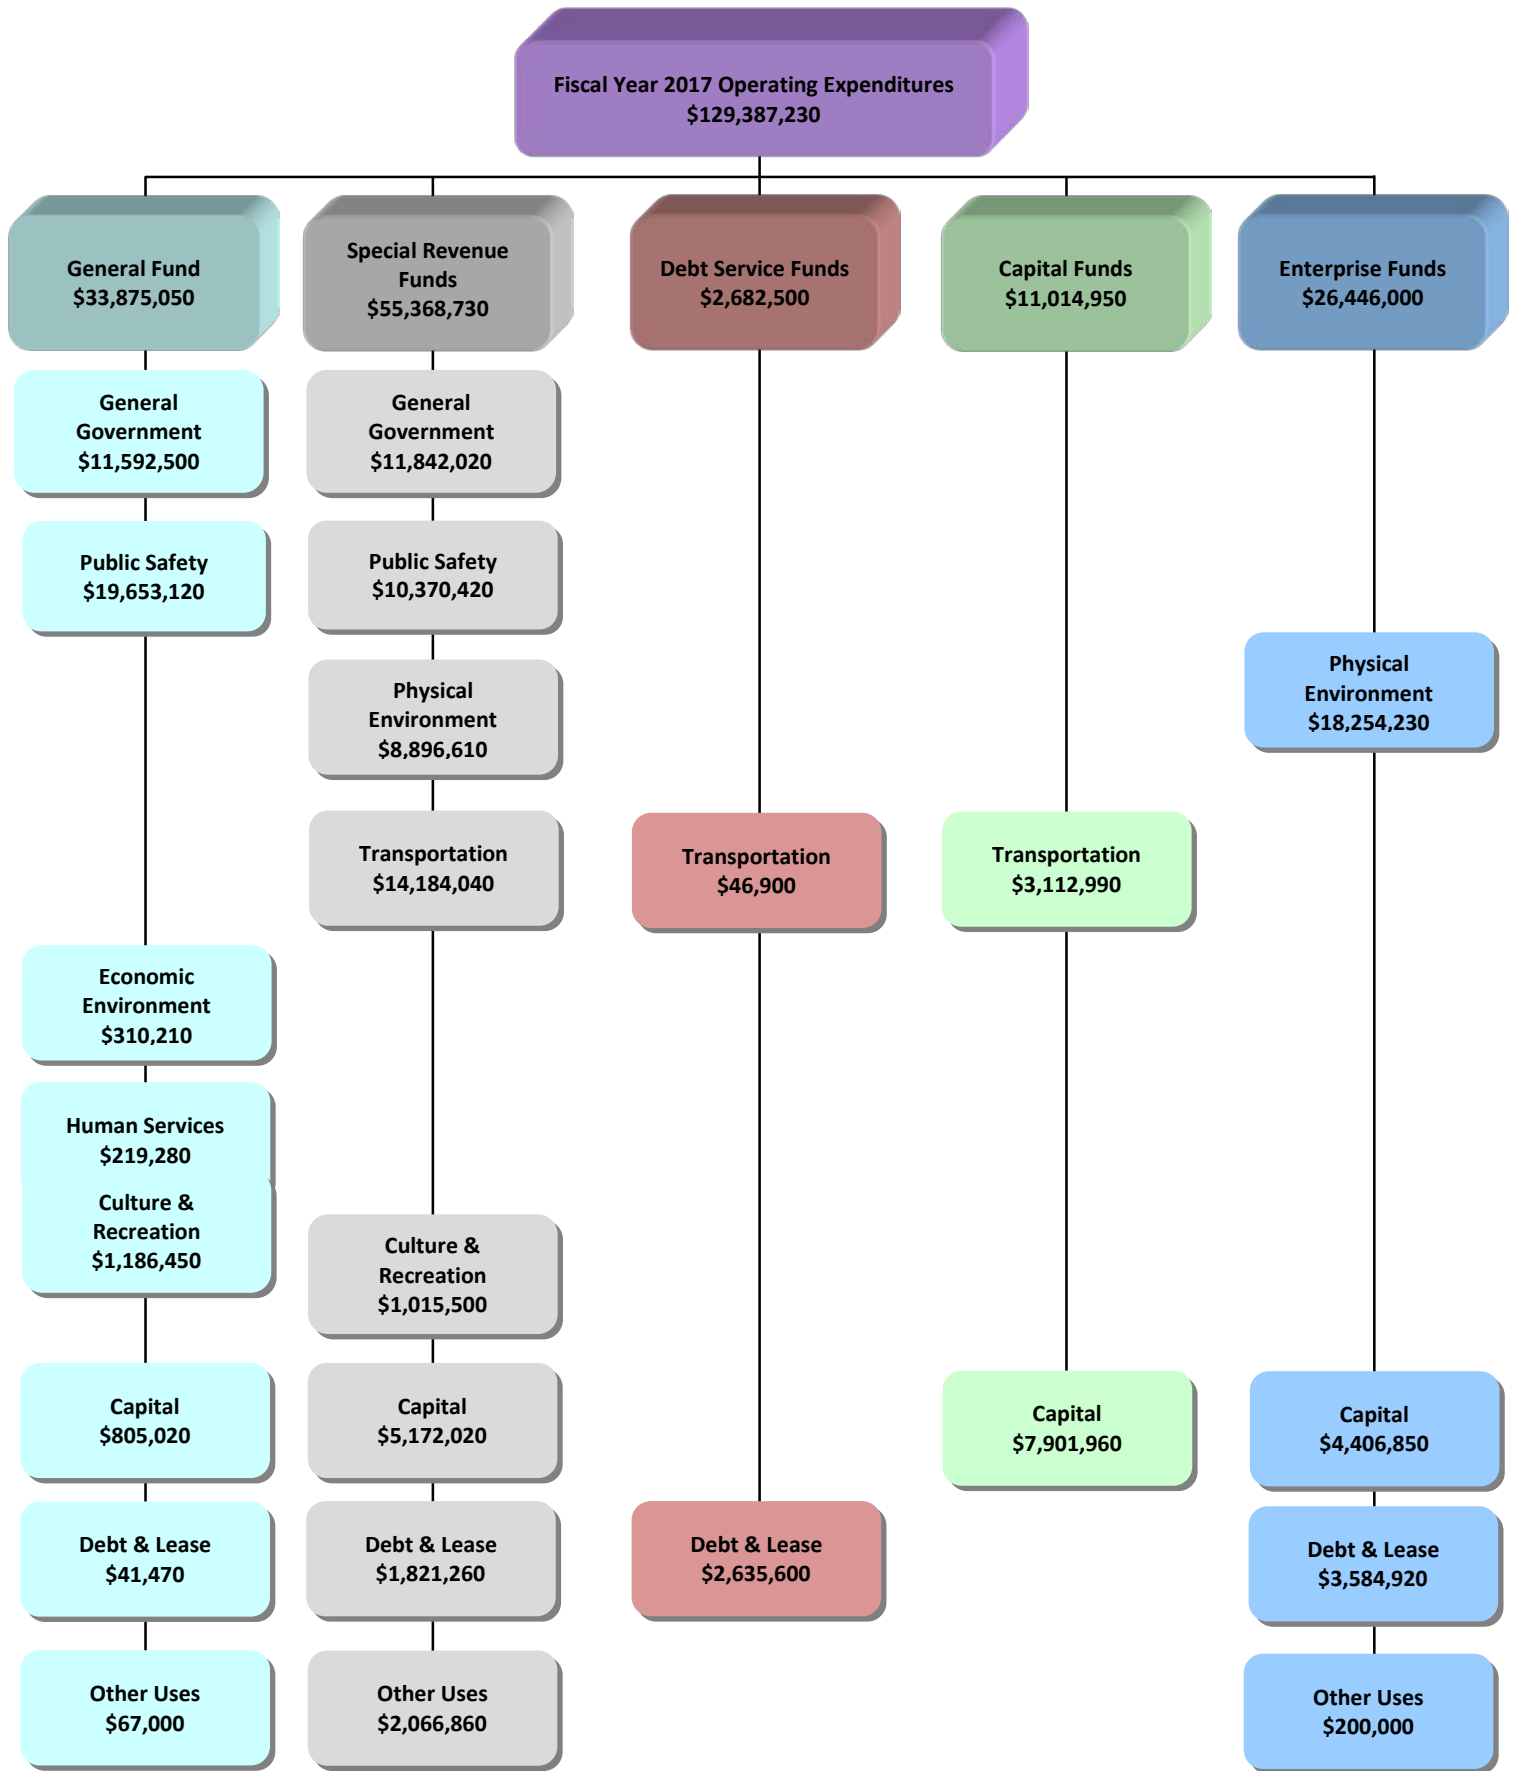 Fiscal Year 2017 Operating Expenditures
$129,387,230
General Fund
$33,875,050
Special Revenue
Funds
$55,368,730
Debt Service Funds
$2,682,500
Capital Funds
$11,014,950
Enterprise Funds
$26,446,000
General
Government
$11,592,500
Public Safety
$19,653,120
Economic
Environment
$310,210
Human Services
$219,280
Culture &
Recreation
$1,186,450
Capital
$805,020
Debt & Lease
$41,470
Other Uses
$67,000
General
Government
$11,842,020
Public Safety
$10,370,420
Physical
Environment
$8,896,610
Transportation
$14,184,040
Culture &
Recreation
$1,015,500
Capital
$5,172,020
Debt & Lease
$1,821,260
Other Uses
$2,066,860
Transportation
$46,900
Debt & Lease
$2,635,600
Transportation
$3,112,990
Capital
$7,901,960
Physical
Environment
$18,254,230
Capital
$4,406,850
Debt & Lease
$3,584,920
Other Uses
$200,000